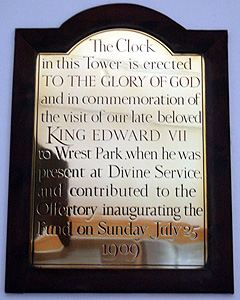 The Clock
in this Tower is erected
TO THE GLORY OF GOD
and in commemoration of
the visit of our late beloved
KING EDWARD VII
to Wrest Park, when he was
present at Divine Service,
and contributed to the
Offertory inaugurating the
Fund on Sunday July 25
1909